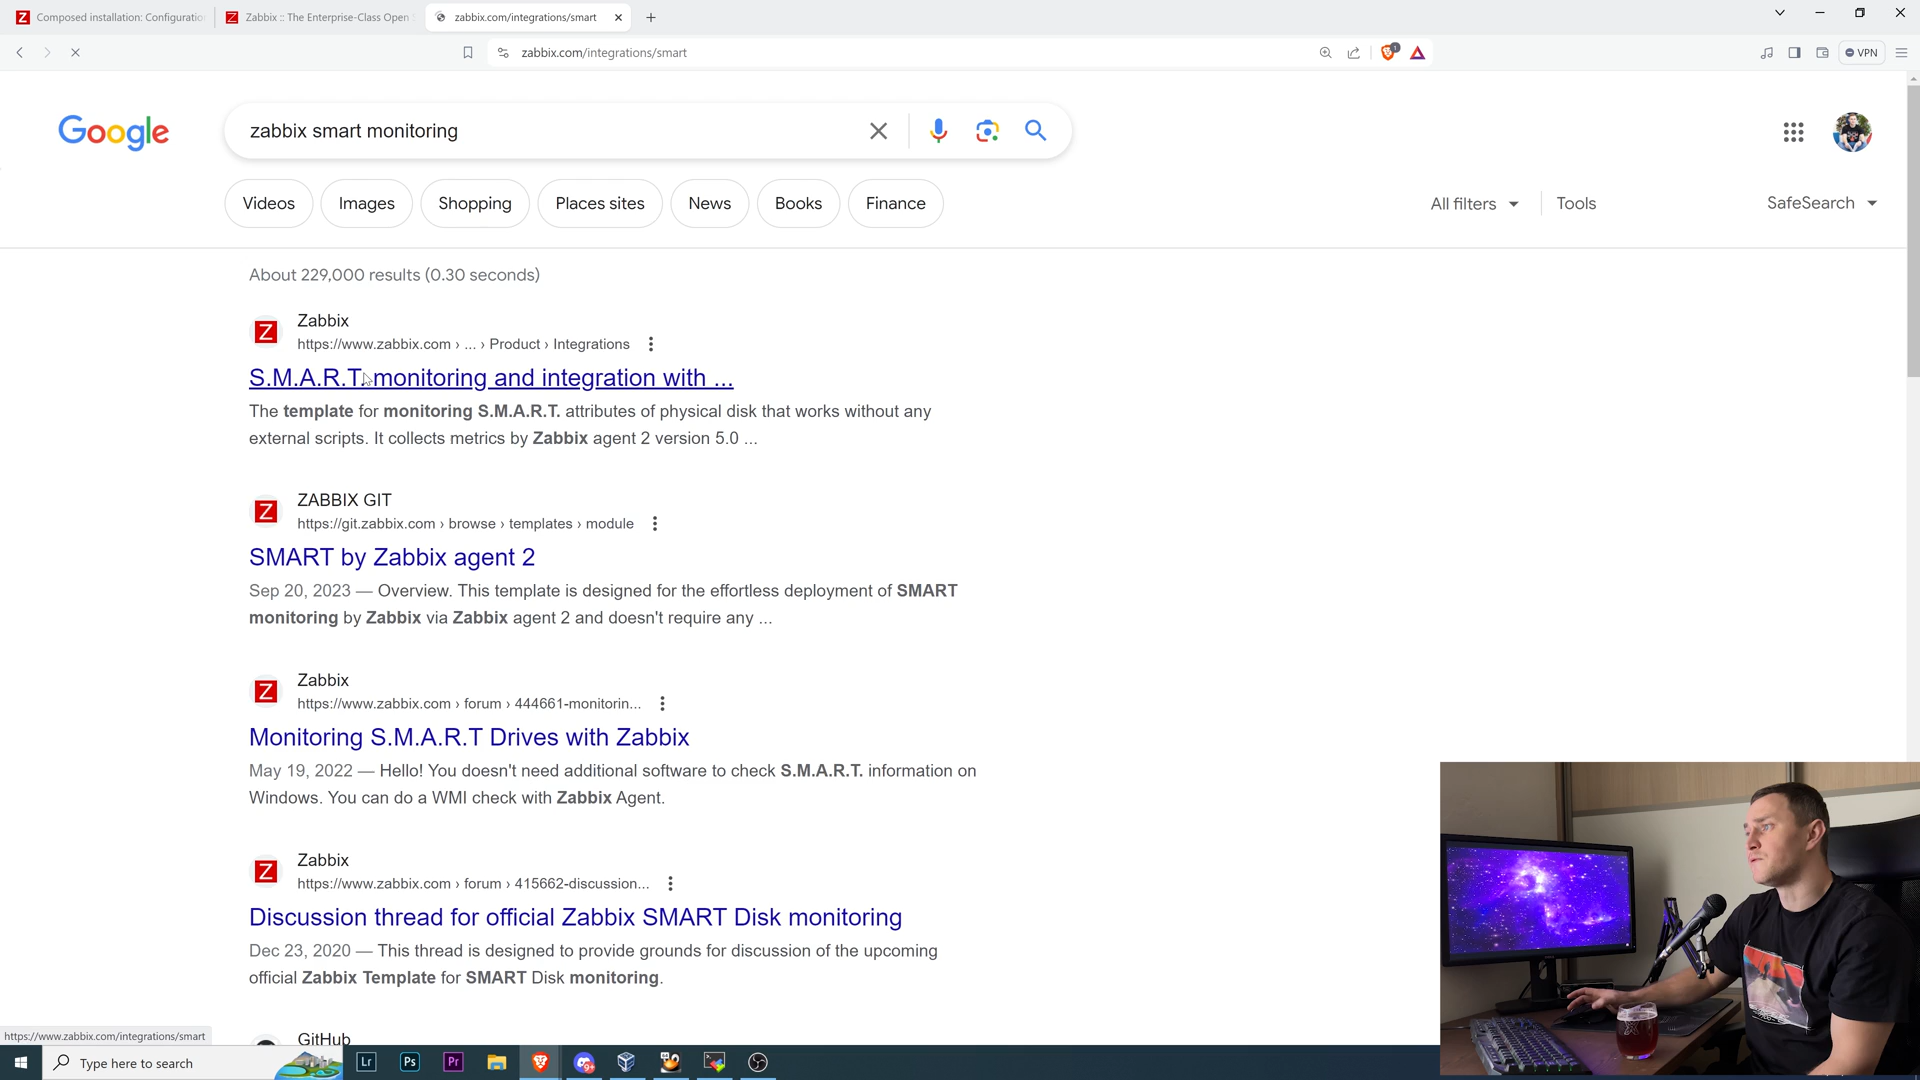 Composed installation: Configuratio
Zabbix :: The Enterprise-Class Open
zabbix.com/integrations/smart
zabbix.com/integrations/smart
1
VPN
Google
zabbix smart monitoring
Videos
Images
Shopping
Places sites
News
Books
Finance
All filters
Tools
SafeSearch
About 229,000 results (0.30 seconds)
Z
Zabbix
https://www.zabbix.com › ... › Product › Integrations
S.M.A.R.T. monitoring and integration with ...
The template for monitoring S.M.A.R.T. attributes of physical disk that works without any
external scripts. It collects metrics by Zabbix agent 2 version 5.0 ...
Z
ZABBIX GIT
https://git.zabbix.com › browse › templates › module
SMART by Zabbix agent 2
Sep 20, 2023 — Overview. This template is designed for the effortless deployment of SMART
monitoring by Zabbix via Zabbix agent 2 and doesn't require any ...
Z
Zabbix
https://www.zabbix.com › forum › 444661-monitorin...
Monitoring S.M.A.R.T Drives with Zabbix
May 19, 2022 — Hello! You doesn't need additional software to check S.M.A.R.T. information on
Windows. You can do a WMI check with Zabbix Agent.
Z
Zabbix
https://www.zabbix.com › forum › 415662-discussion...
Discussion thread for official Zabbix SMART Disk monitoring
Dec 23, 2020 — This thread is designed to provide grounds for discussion of the upcoming
official Zabbix Template for SMART Disk monitoring.
GitHub
https://www.zabbix.com/integrations/smart
Type here to search
Lr
Ps
Pr
9+